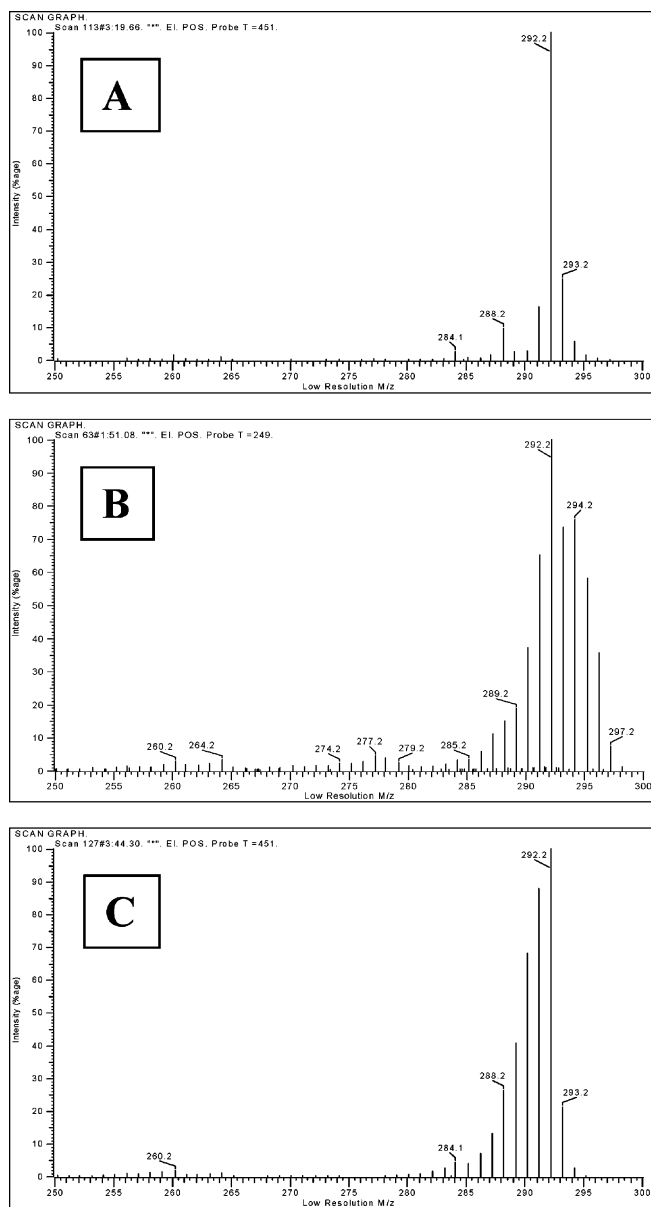 SCAN GRAPH.
Scan 113#3:19.66. "*". EI. POS. Probe T =451.
A
Intensity (%age)
100
90
80
70
60
50
40
30
20
10
0
292.2
293.2
288.2
284.1
250 255 260 265 270 275 280 285 290 295 300
Low Resolution M/z
SCAN GRAPH.
Scan 63#1:51.08. "*". EI. POS. Probe T =249.
B
Intensity (%age)
100
90
80
70
60
50
40
30
20
10
0
292.2
294.2
289.2
260.2 264.2 274.2 277.2 279.2 285.2 297.2
250 255 260 265 270 275 280 285 290 295 300
Low Resolution M/z
SCAN GRAPH.
Scan 127#3:44.30. "*". EI. POS. Probe T =451.
C
Intensity (%age)
100
90
80
70
60
50
40
30
20
10
0
292.2
288.2
293.2
284.1
260.2
250 255 260 265 270 275 280 285 290 295 300
Low Resolution M/z